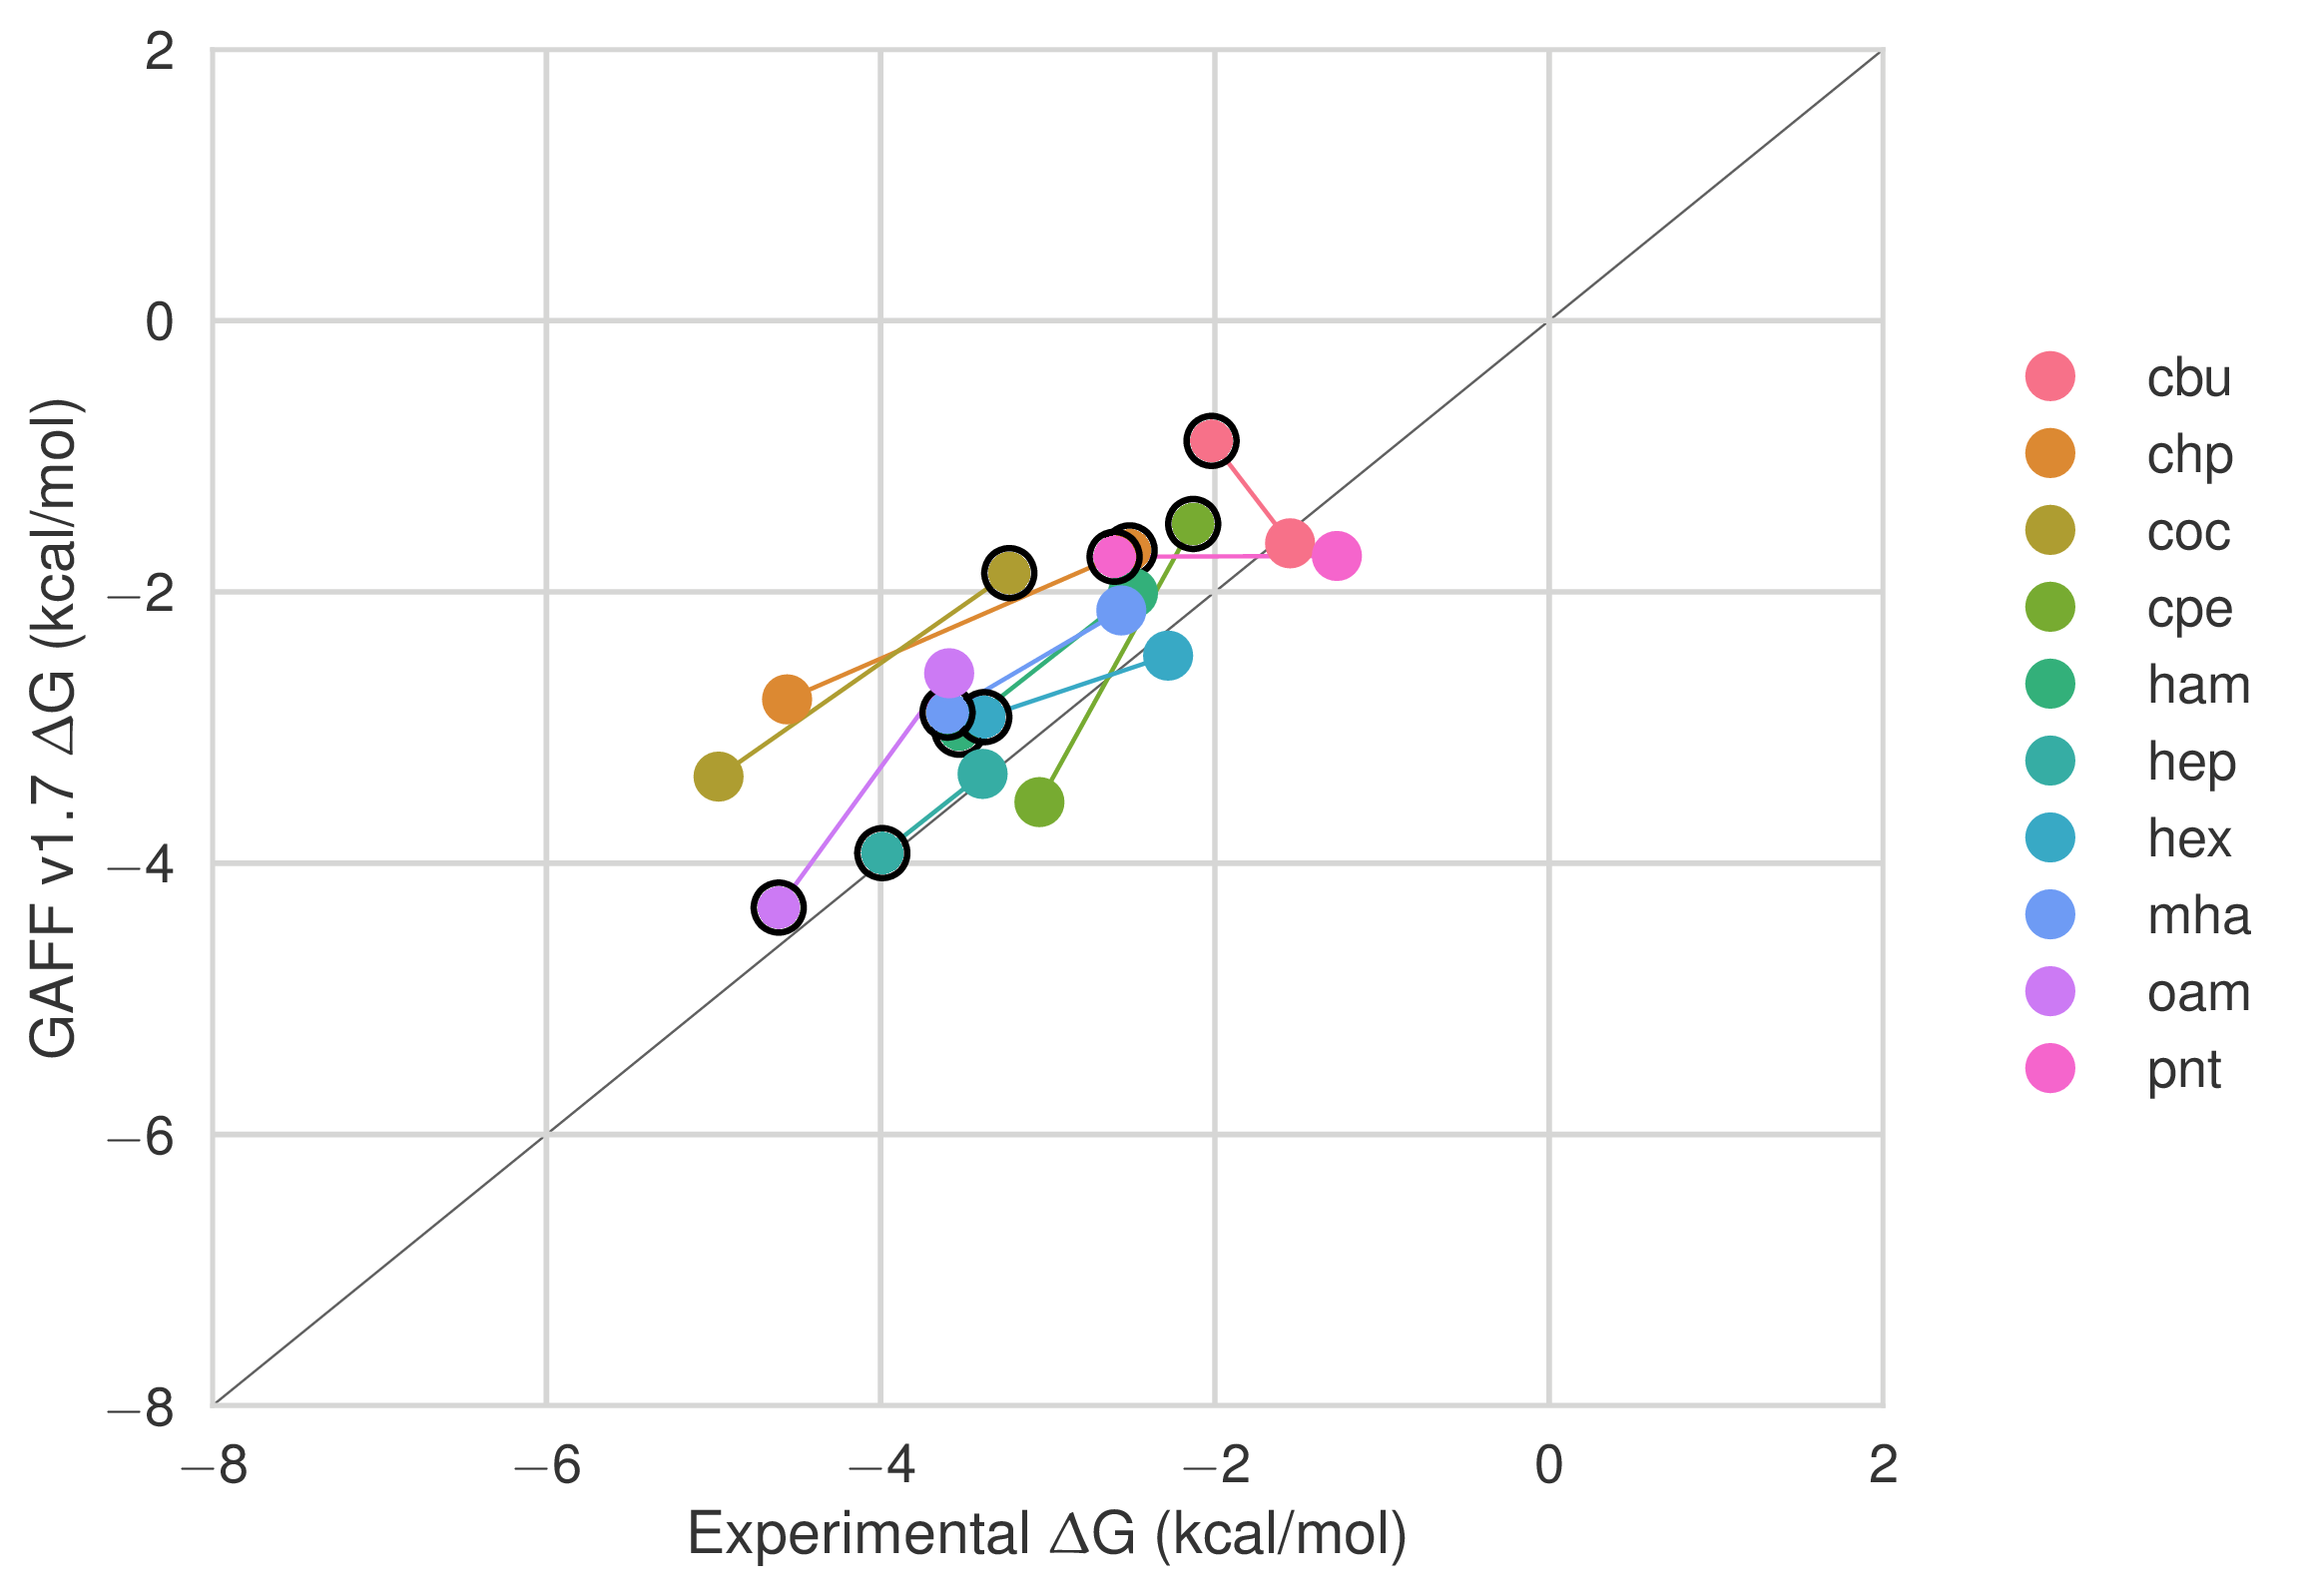 2
0
−2
−4
−6
−8
GAFF v1.7 ΔG (kcal/mol)
−8
−6
−4
−2
0
2
Experimental ΔG (kcal/mol)
cbu
chp
coc
cpe
ham
hep
hex
mha
oam
pnt